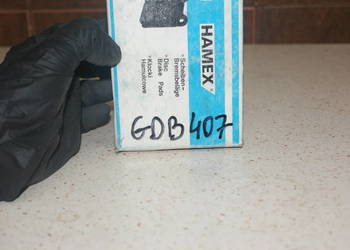 HAMEX
•Scheiben-
Bremsbeläge
•Disc
Brake Pads
•Klocki
Hamulcowe
GDB 407